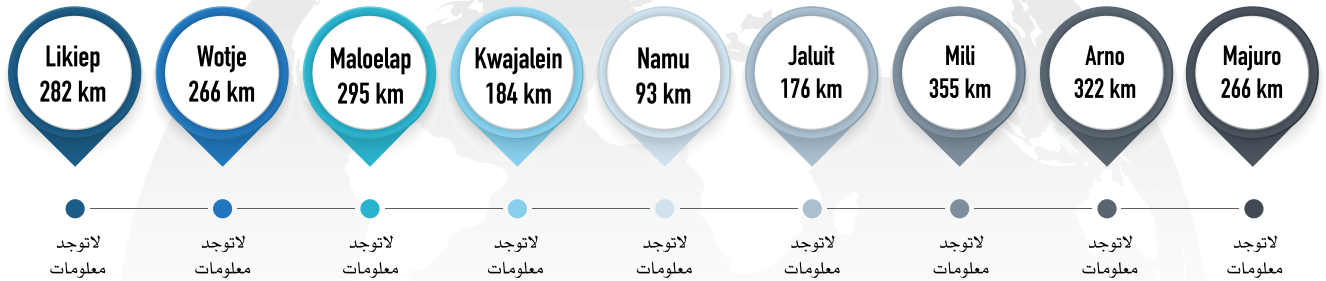 Likiep
282 km
Wotje
266 km
Maloelap
295 km
Kwajalein
184 km
Namu
93 km
Jaluit
176 km
Mili
355 km
Arno
322 km
Majuro
266 km
لاتوجد
معلومات
لاتوجد
معلومات
لاتوجد
معلومات
لاتوجد
معلومات
لاتوجد
معلومات
لاتوجد
معلومات
لاتوجد
معلومات
لاتوجد
معلومات
لاتوجد
معلومات